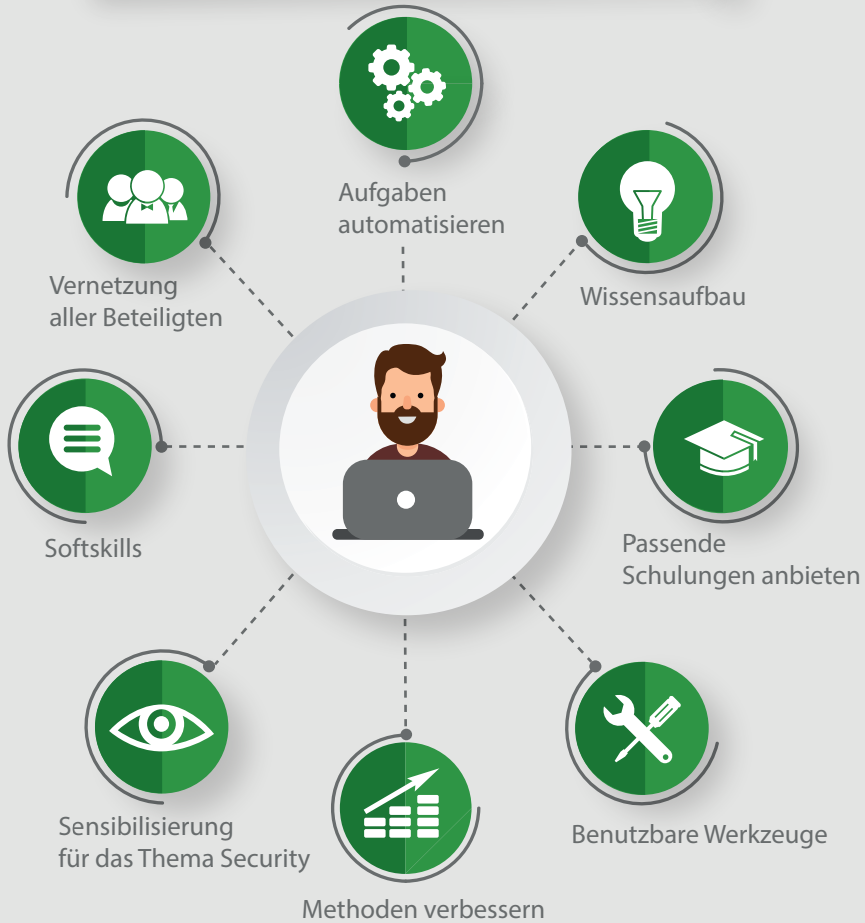 Aufgaben
automatisieren
Wissensaufbau
Vernetzung
aller Beteiligten
Softskills
Passende
Schulungen anbieten
Sensibilisierung
für das Thema Security
Benutzbare Werkzeuge
Methoden verbessern